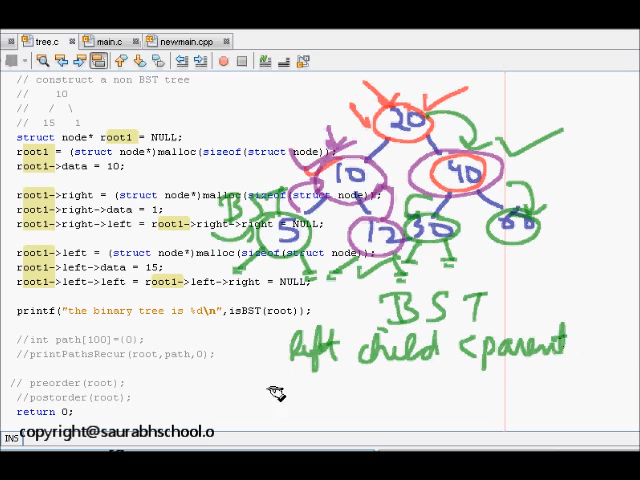 tree.c main.c newmain.cpp
// construct a non BST tree
// 10
// / \
// 15 1
struct node* root1 = NULL;
root1 = (struct node*)malloc(sizeof(struct node));
root1->data = 10;
root1->right = (struct node*)malloc(sizeof(struct node));
root1->right->data = 1;
root1->right->left = root1->right->right = NULL;
root1->left = (struct node*)malloc(sizeof(struct node));
root1->left->data = 15;
root1->left->left = root1->left->right = NULL;
printf("the binary tree is %d\n",isBST(root));
//int path[100]={0};
//printPathsRecur(root,path,0);
// preorder(root);
//postorder(root);
return 0;
20
10 40
BST
5 12 30
BST
left child < parent
INS
copyright@saurabhschool.o